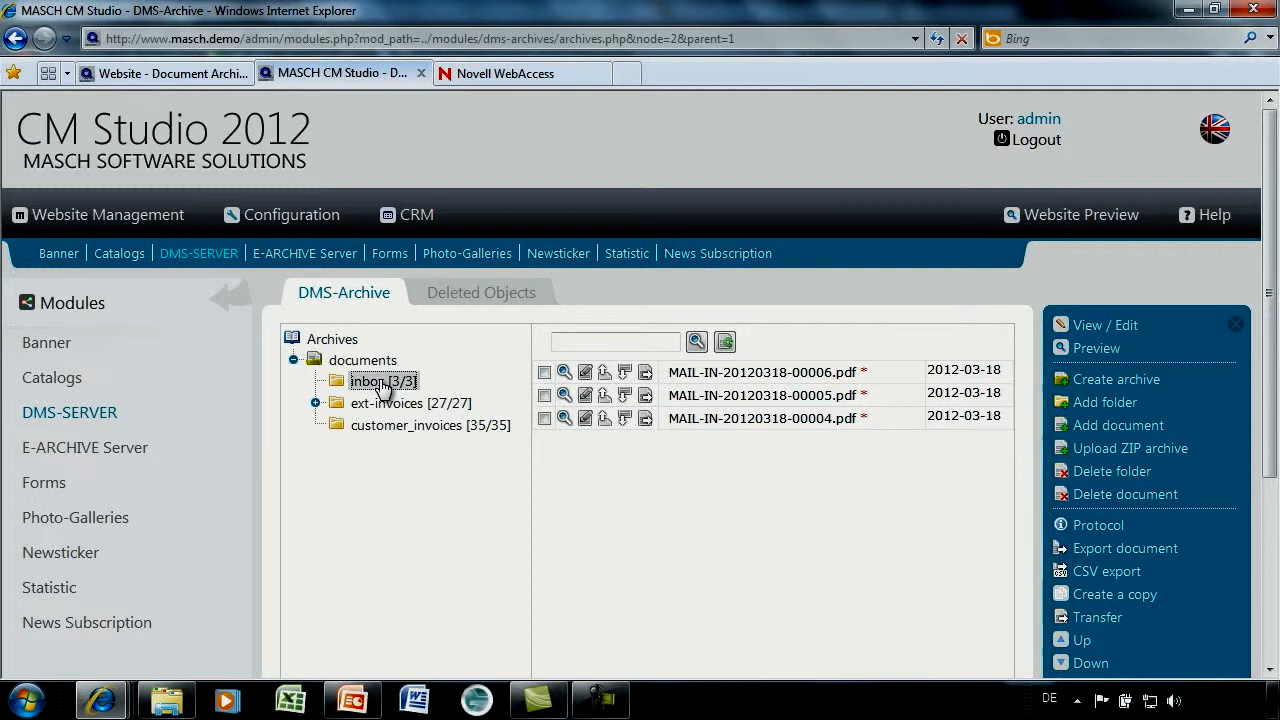 MASCH CM Studio - DMS-Archive - Windows Internet Explorer
http://www.masch.demo/admin/modules.php?mod_path=../modules/dms-archives/archives.php&node=2&parent=1
Bing
Website - Document Archi...
MASCH CM Studio - D...
Novell WebAccess
CM Studio 2012
MASCH SOFTWARE SOLUTIONS
User: admin
Logout
Website Management
Configuration
CRM
Website Preview
Help
Banner
Catalogs
DMS-SERVER
E-ARCHIVE Server
Forms
Photo-Galleries
Newsticker
Statistic
News Subscription
Modules
Banner
Catalogs
DMS-SERVER
E-ARCHIVE Server
Forms
Photo-Galleries
Newsticker
Statistic
News Subscription
DMS-Archive
Deleted Objects
Archives
documents
inbox [3/3]
ext-invoices [27/27]
customer_invoices [35/35]
MAIL-IN-20120318-00006.pdf * 2012-03-18
MAIL-IN-20120318-00005.pdf * 2012-03-18
MAIL-IN-20120318-00004.pdf * 2012-03-18
View / Edit
Preview
Create archive
Add folder
Add document
Upload ZIP archive
Delete folder
Delete document
Protocol
Export document
CSV export
Create a copy
Transfer
Up
Down
DE